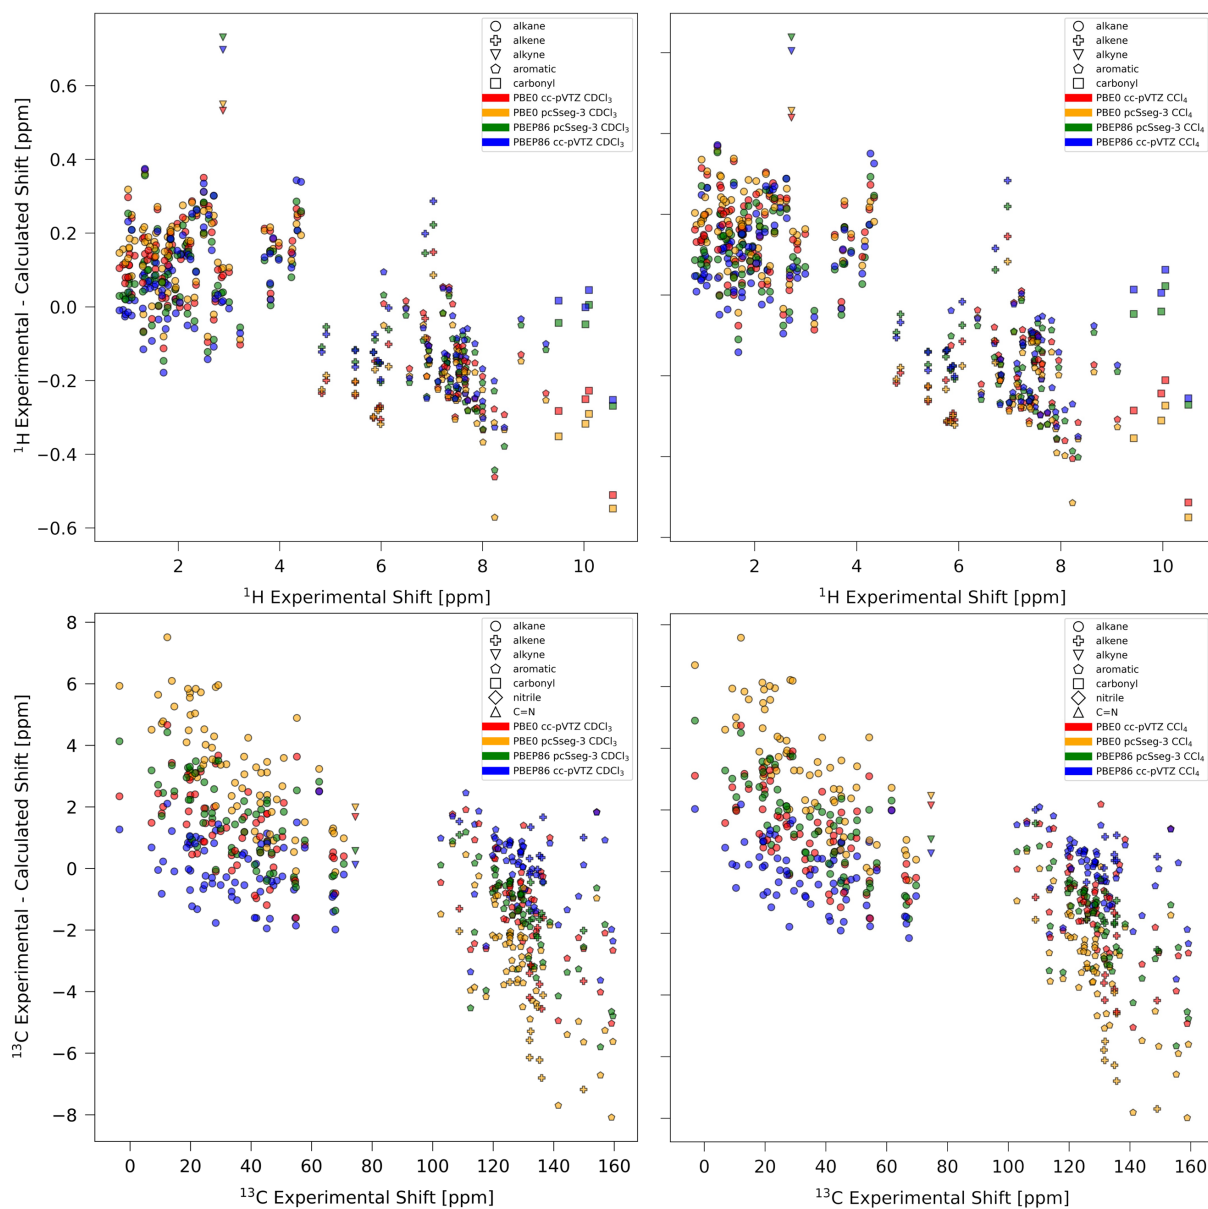 alkane
alkene
alkyne
aromatic
carbonyl
PBE0 cc-pVTZ CDCl₃
PBE0 pcSseg-3 CDCl₃
PBEP86 pcSseg-3 CDCl₃
PBEP86 cc-pVTZ CDCl₃
0.6
0.4
0.2
0.0
−0.2
−0.4
−0.6
¹H Experimental - Calculated Shift [ppm]
2 4 6 8 10
¹H Experimental Shift [ppm]
alkane
alkene
alkyne
aromatic
carbonyl
PBE0 cc-pVTZ CCl₄
PBE0 pcSseg-3 CCl₄
PBEP86 pcSseg-3 CCl₄
PBEP86 cc-pVTZ CCl₄
2 4 6 8 10
¹H Experimental Shift [ppm]
alkane
alkene
alkyne
aromatic
carbonyl
nitrile
C=N
PBE0 cc-pVTZ CDCl₃
PBE0 pcSseg-3 CDCl₃
PBEP86 pcSseg-3 CDCl₃
PBEP86 cc-pVTZ CDCl₃
8
6
4
2
0
−2
−4
−6
−8
¹³C Experimental - Calculated Shift [ppm]
0 20 40 60 80 100 120 140 160
¹³C Experimental Shift [ppm]
alkane
alkene
alkyne
aromatic
carbonyl
nitrile
C=N
PBE0 cc-pVTZ CCl₄
PBE0 pcSseg-3 CCl₄
PBEP86 pcSseg-3 CCl₄
PBEP86 cc-pVTZ CCl₄
0 20 40 60 80 100 120 140 160
¹³C Experimental Shift [ppm]